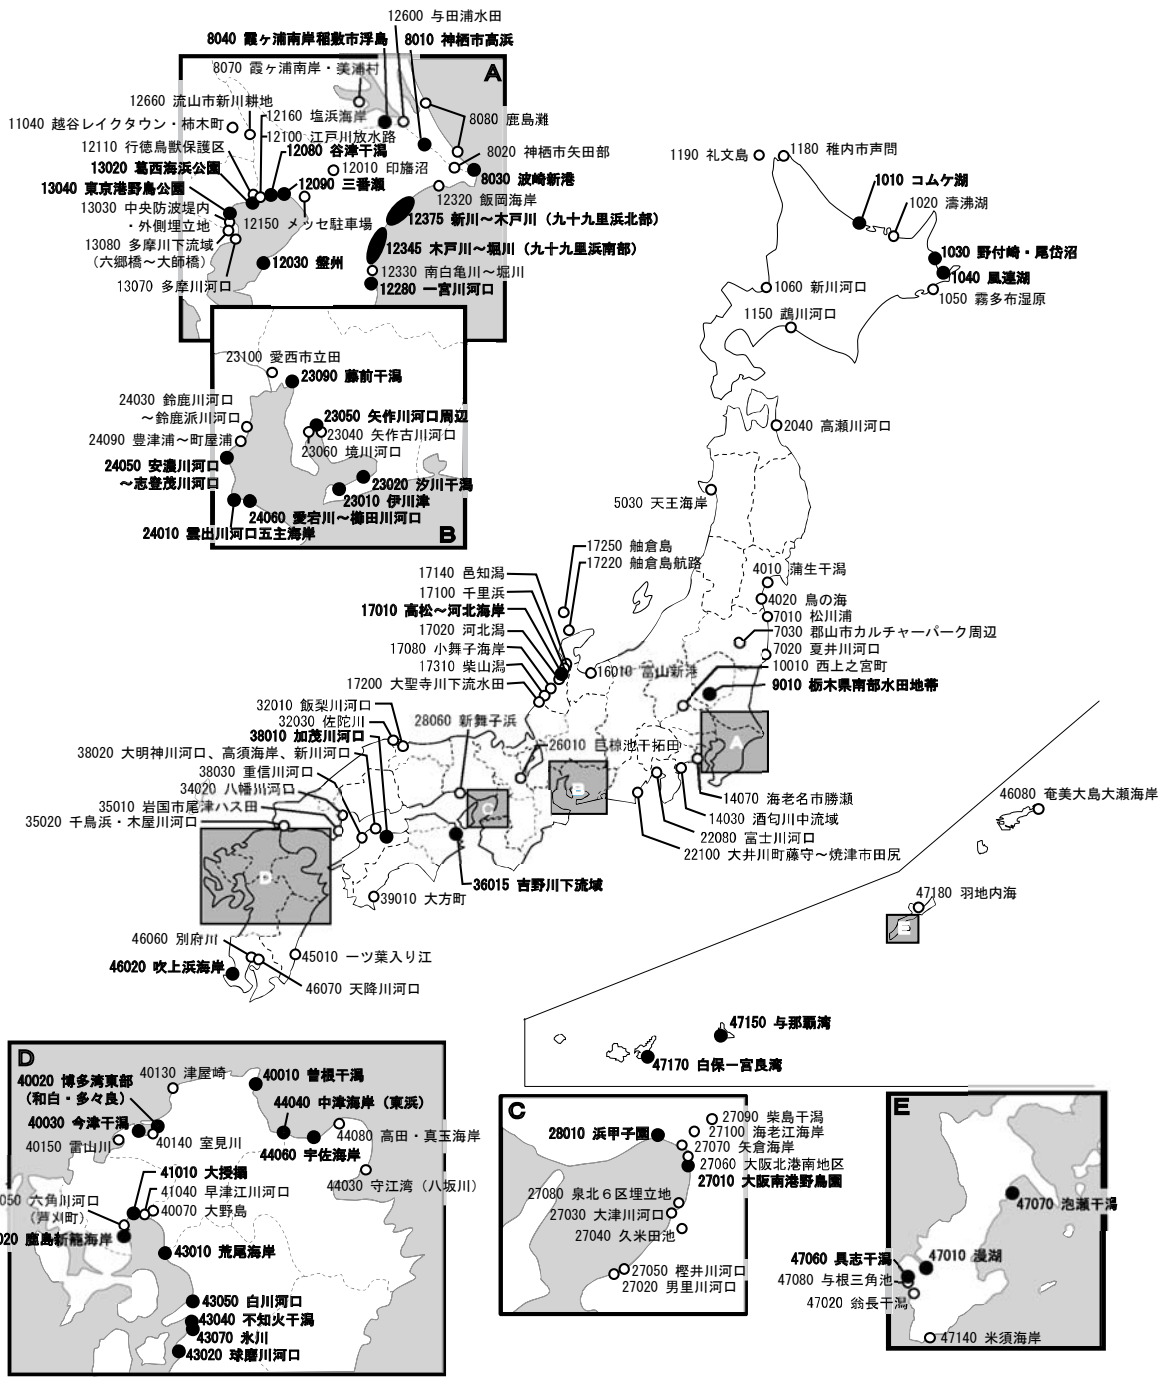 12600 与田浦水田
8040 霞ヶ浦南岸稲敷市浮島
8010 神栖市高浜
A
8070 霞ヶ浦南岸・美浦村
12660 流山市新川耕地
11040 越谷レイクタウン・柿木町
12160 塩浜海岸
12100 江戸川放水路
8080 鹿島灘
12110 行徳鳥獣保護区
12080 谷津干潟
8020 神栖市矢田部
13020 葛西海浜公園
12010 印旛沼
8030 波崎新港
13040 東京港野鳥公園
12090 三番瀬
12320 飯岡海岸
13030 中央防波堤内
・外側埋立地
12150 メッセ駐車場
12375 新川～木戸川（九十九里浜北部）
13080 多摩川下流域
（六郷橋～大師橋）
12345 木戸川～堀川（九十九里浜南部）
12030 盤州
12330 南白亀川～堀川
13070 多摩川河口
12280 一宮川河口
1190 礼文島
1180 稚内市声問
1010 コムケ湖
1020 濤沸湖
1030 野付崎・尾岱沼
1040 風連湖
1050 霧多布湿原
1060 新川河口
1150 鵡川河口
23100 愛西市立田
23090 藤前干潟
24030 鈴鹿川河口
～鈴鹿派川河口
23050 矢作川河口周辺
23040 矢作古川河口
24090 豊津浦～町屋浦
23060 境川河口
24050 安濃川河口
～志登茂川河口
23020 汐川干潟
23010 伊川津
24060 愛宕川～櫛田川河口
24010 雲出川河口五主海岸
B
2040 高瀬川河口
5030 天王海岸
17250 舳倉島
17220 舳倉島航路
17140 邑知潟
17100 千里浜
17010 高松～河北海岸
17020 河北潟
17080 小舞子海岸
17310 柴山潟
17200 大聖寺川下流水田
16010 富山新港
4010 蒲生干潟
4020 鳥の海
7010 松川浦
7030 郡山市カルチャーパーク周辺
7020 夏井川河口
10010 西上之宮町
9010 栃木県南部水田地帯
32010 飯梨川河口
32030 佐陀川
28060 新舞子浜
38010 加茂川河口
26010 巨椋池干拓田
38020 大明神川河口、高須海岸、新川河口
38030 重信川河口
34020 八幡川河口
35010 岩国市尾津ハス田
35020 千鳥浜・木屋川河口
A
B
C
D
14070 海老名市勝瀬
14030 酒匂川中流域
22080 富士川河口
22100 大井川町藤守～焼津市田尻
36015 吉野川下流域
39010 大方町
46060 別府川
45010 一ツ葉入り江
46020 吹上浜海岸
46070 天降川河口
46080 奄美大島大瀬海岸
47180 羽地内海
E
47150 与那覇湾
47170 白保－宮良湾
D
40130 津屋崎
40010 曽根干潟
40020 博多湾東部
（和白・多々良）
44040 中津海岸（東浜）
40030 今津干潟
40150 雷山川
40140 室見川
44080 高田・真玉海岸
44060 宇佐海岸
41010 大授搦
44030 守江湾（八坂川）
41040 早津江川河口
050 六角川河口
（芦刈町）
40070 大野島
020 鹿島新籠海岸
43010 荒尾海岸
43050 白川河口
43040 不知火干潟
43070 氷川
43020 球磨川河口
C
27090 柴島干潟
28010 浜甲子園
27100 海老江海岸
27070 矢倉海岸
27060 大阪北港南地区
27010 大阪南港野鳥園
27080 泉北６区埋立地
27030 大津川河口
27040 久米田池
27050 樫井川河口
27020 男里川河口
E
47070 泡瀬干潟
47060 具志干潟
47010 漫湖
47080 与根三角池
47020 翁長干潟
47140 米須海岸